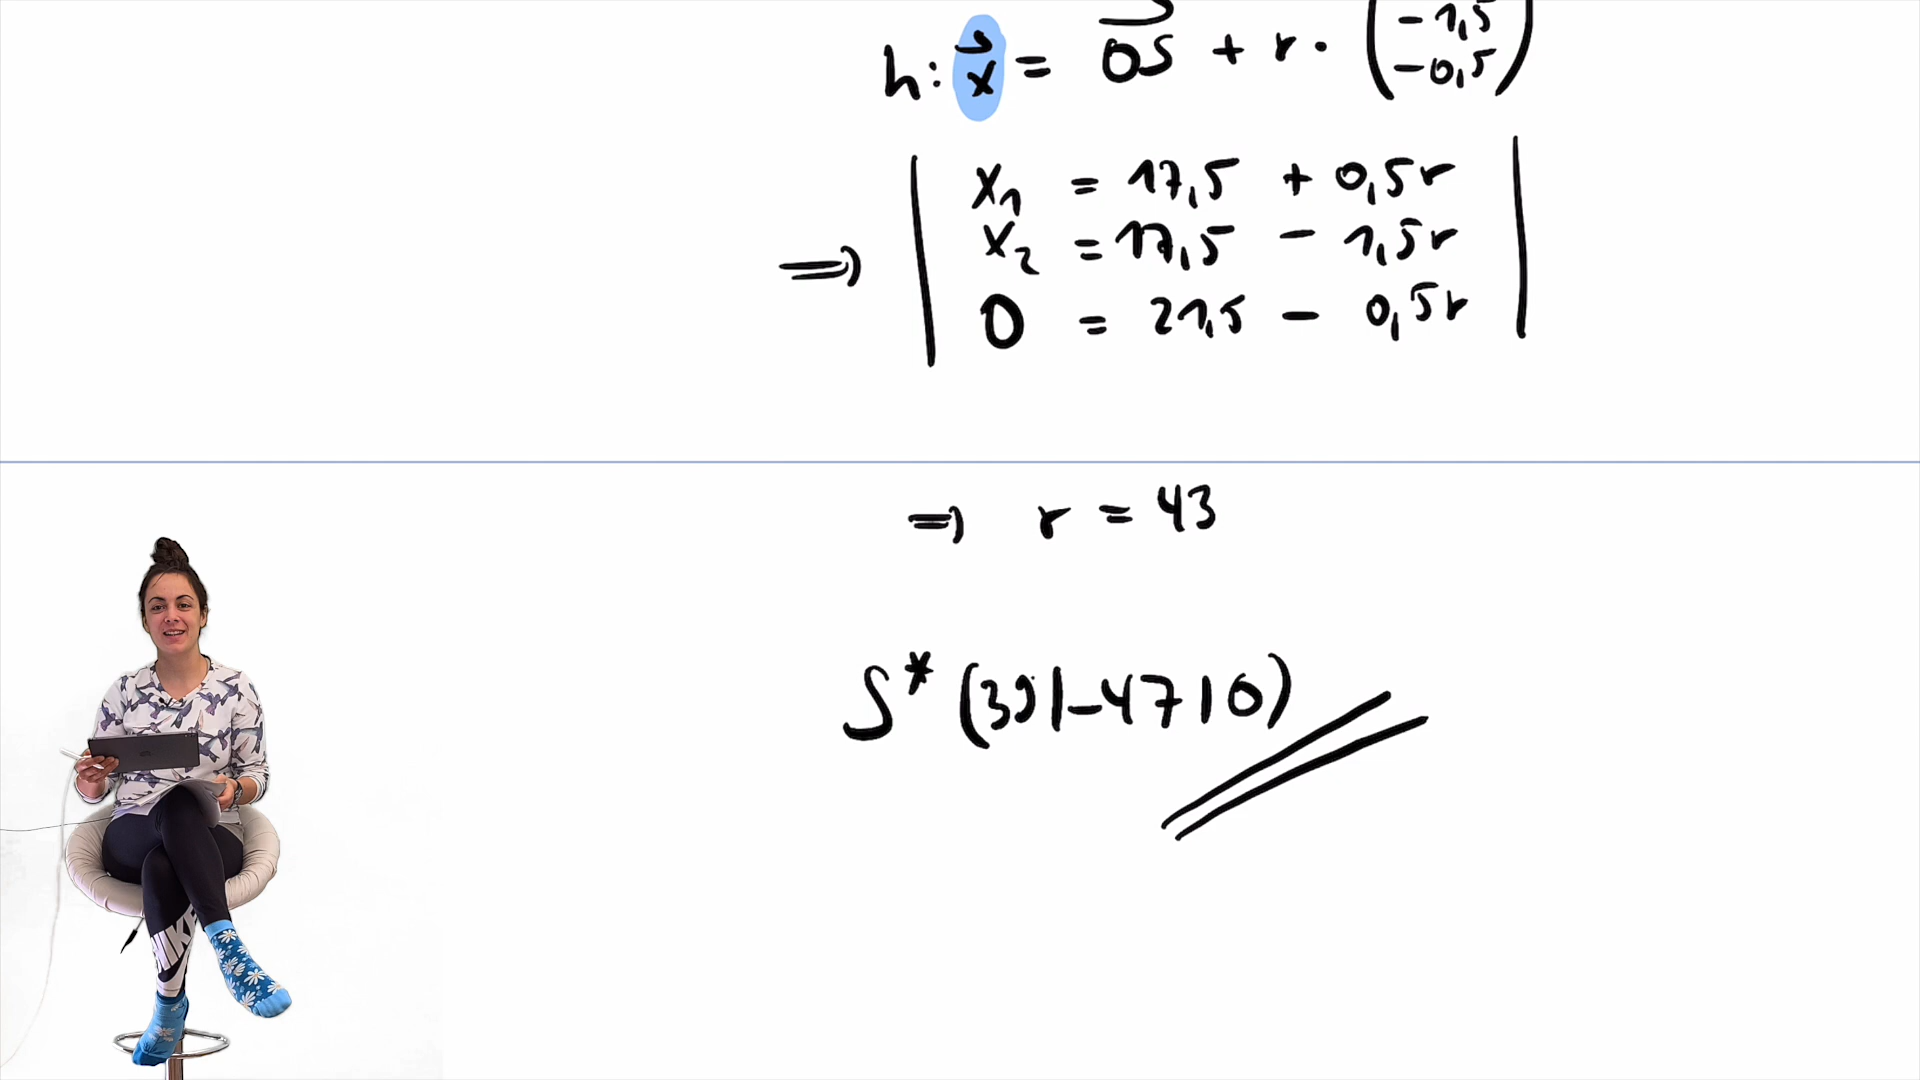 -1,5
h: x⃗ = OS⃗ + r · ( -0,5 )
x₁ = 17,5 + 0,5r
⇒ x₂ = 17,5 - 1,5r
0 = 21,5 - 0,5r
⇒ r = 43
S* (39|-47|0)
NIKE